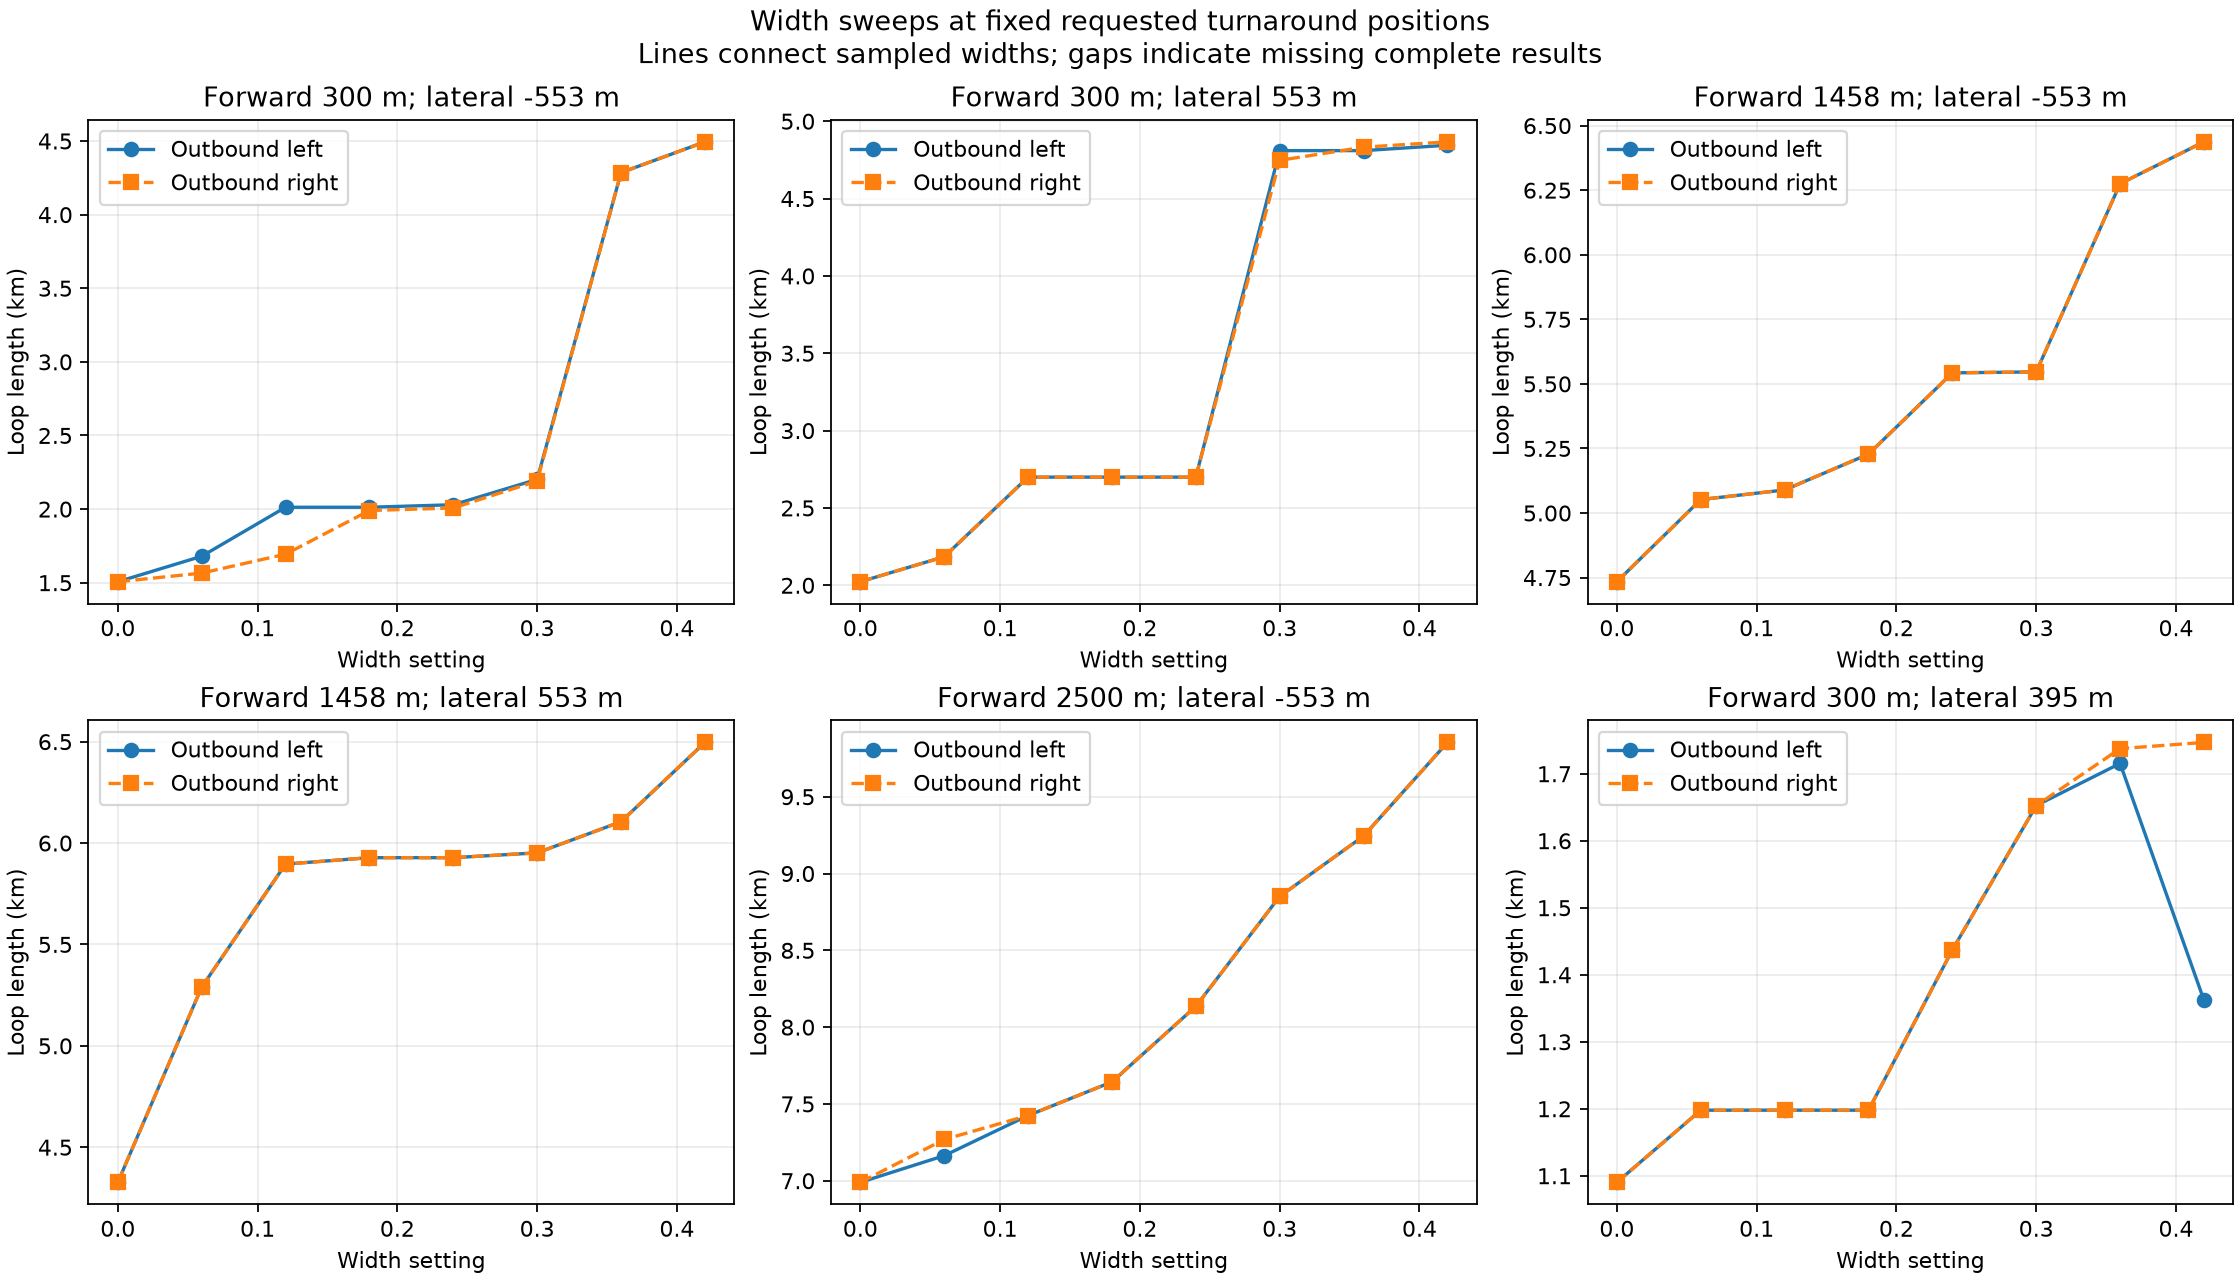 Width sweeps at fixed requested turnaround positions
Lines connect sampled widths; gaps indicate missing complete results
Forward 300 m; lateral -553 m
Outbound left
Outbound right
Loop length (km)
4.5
4.0
3.5
3.0
2.5
2.0
1.5
0.0 0.1 0.2 0.3 0.4
Width setting
Forward 300 m; lateral 553 m
Outbound left
Outbound right
Loop length (km)
5.0
4.5
4.0
3.5
3.0
2.5
2.0
0.0 0.1 0.2 0.3 0.4
Width setting
Forward 1458 m; lateral -553 m
Outbound left
Outbound right
Loop length (km)
6.50
6.25
6.00
5.75
5.50
5.25
5.00
4.75
0.0 0.1 0.2 0.3 0.4
Width setting
Forward 1458 m; lateral 553 m
Outbound left
Outbound right
Loop length (km)
6.5
6.0
5.5
5.0
4.5
0.0 0.1 0.2 0.3 0.4
Width setting
Forward 2500 m; lateral -553 m
Outbound left
Outbound right
Loop length (km)
9.5
9.0
8.5
8.0
7.5
7.0
0.0 0.1 0.2 0.3 0.4
Width setting
Forward 300 m; lateral 395 m
Outbound left
Outbound right
Loop length (km)
1.7
1.6
1.5
1.4
1.3
1.2
1.1
0.0 0.1 0.2 0.3 0.4
Width setting